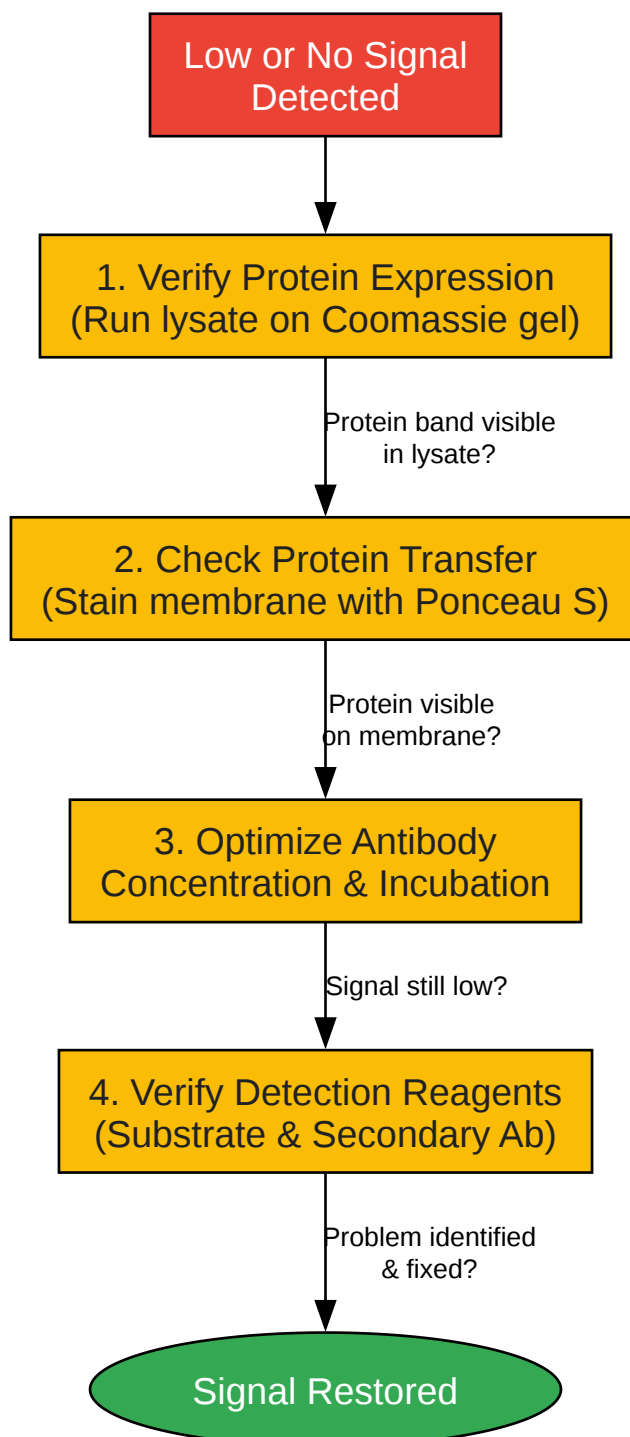 Low or No Signal
Detected
1. Verify Protein Expression
(Run lysate on Coomassie gel)
Protein band visible
in lysate?
2. Check Protein Transfer
(Stain membrane with Ponceau S)
Protein visible
on membrane?
3. Optimize Antibody
Concentration & Incubation
Signal still low?
4. Verify Detection Reagents
(Substrate & Secondary Ab)
Problem identified
& fixed?
Signal Restored